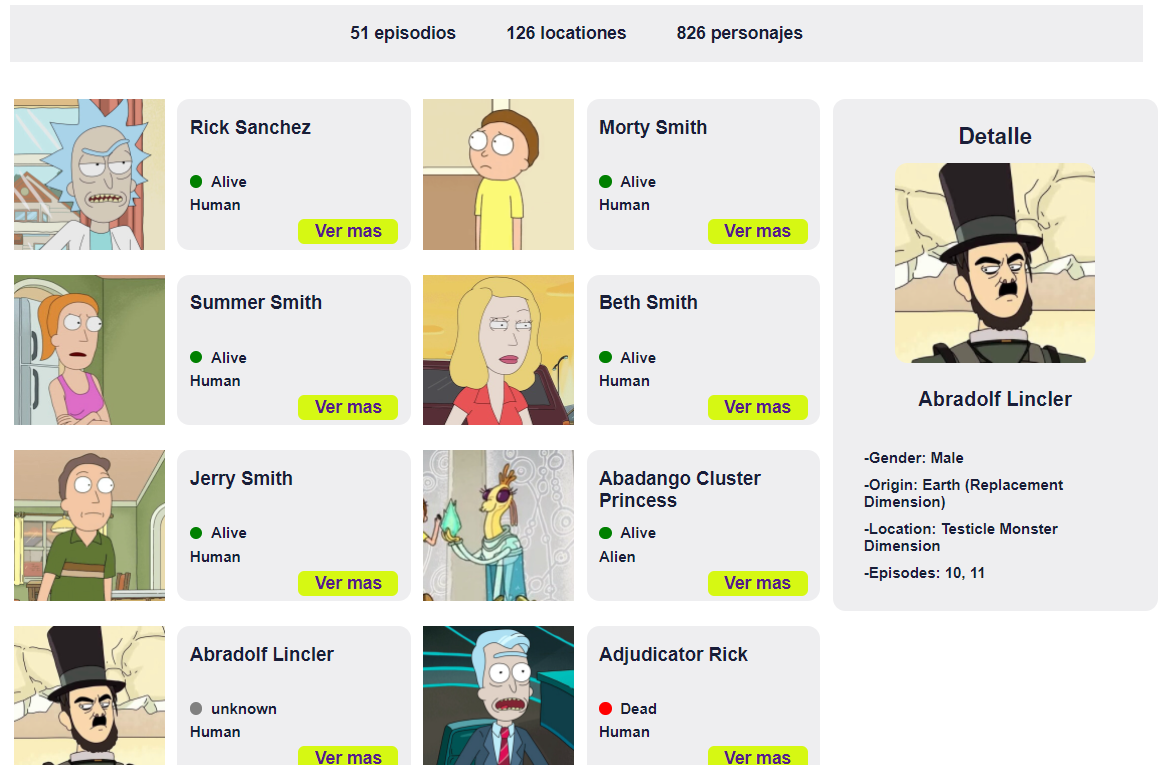 51 episodios 126 locationes 826 personajes
Rick Sanchez
Alive
Human
Ver mas
Morty Smith
Alive
Human
Ver mas
Summer Smith
Alive
Human
Ver mas
Beth Smith
Alive
Human
Ver mas
Jerry Smith
Alive
Human
Ver mas
Abadango Cluster
Princess
Alive
Alien
Ver mas
Abradolf Lincler
unknown
Human
Ver mas
Adjudicator Rick
Dead
Human
Ver mas
Detalle
Abradolf Lincler
-Gender: Male
-Origin: Earth (Replacement
Dimension)
-Location: Testicle Monster
Dimension
-Episodes: 10, 11